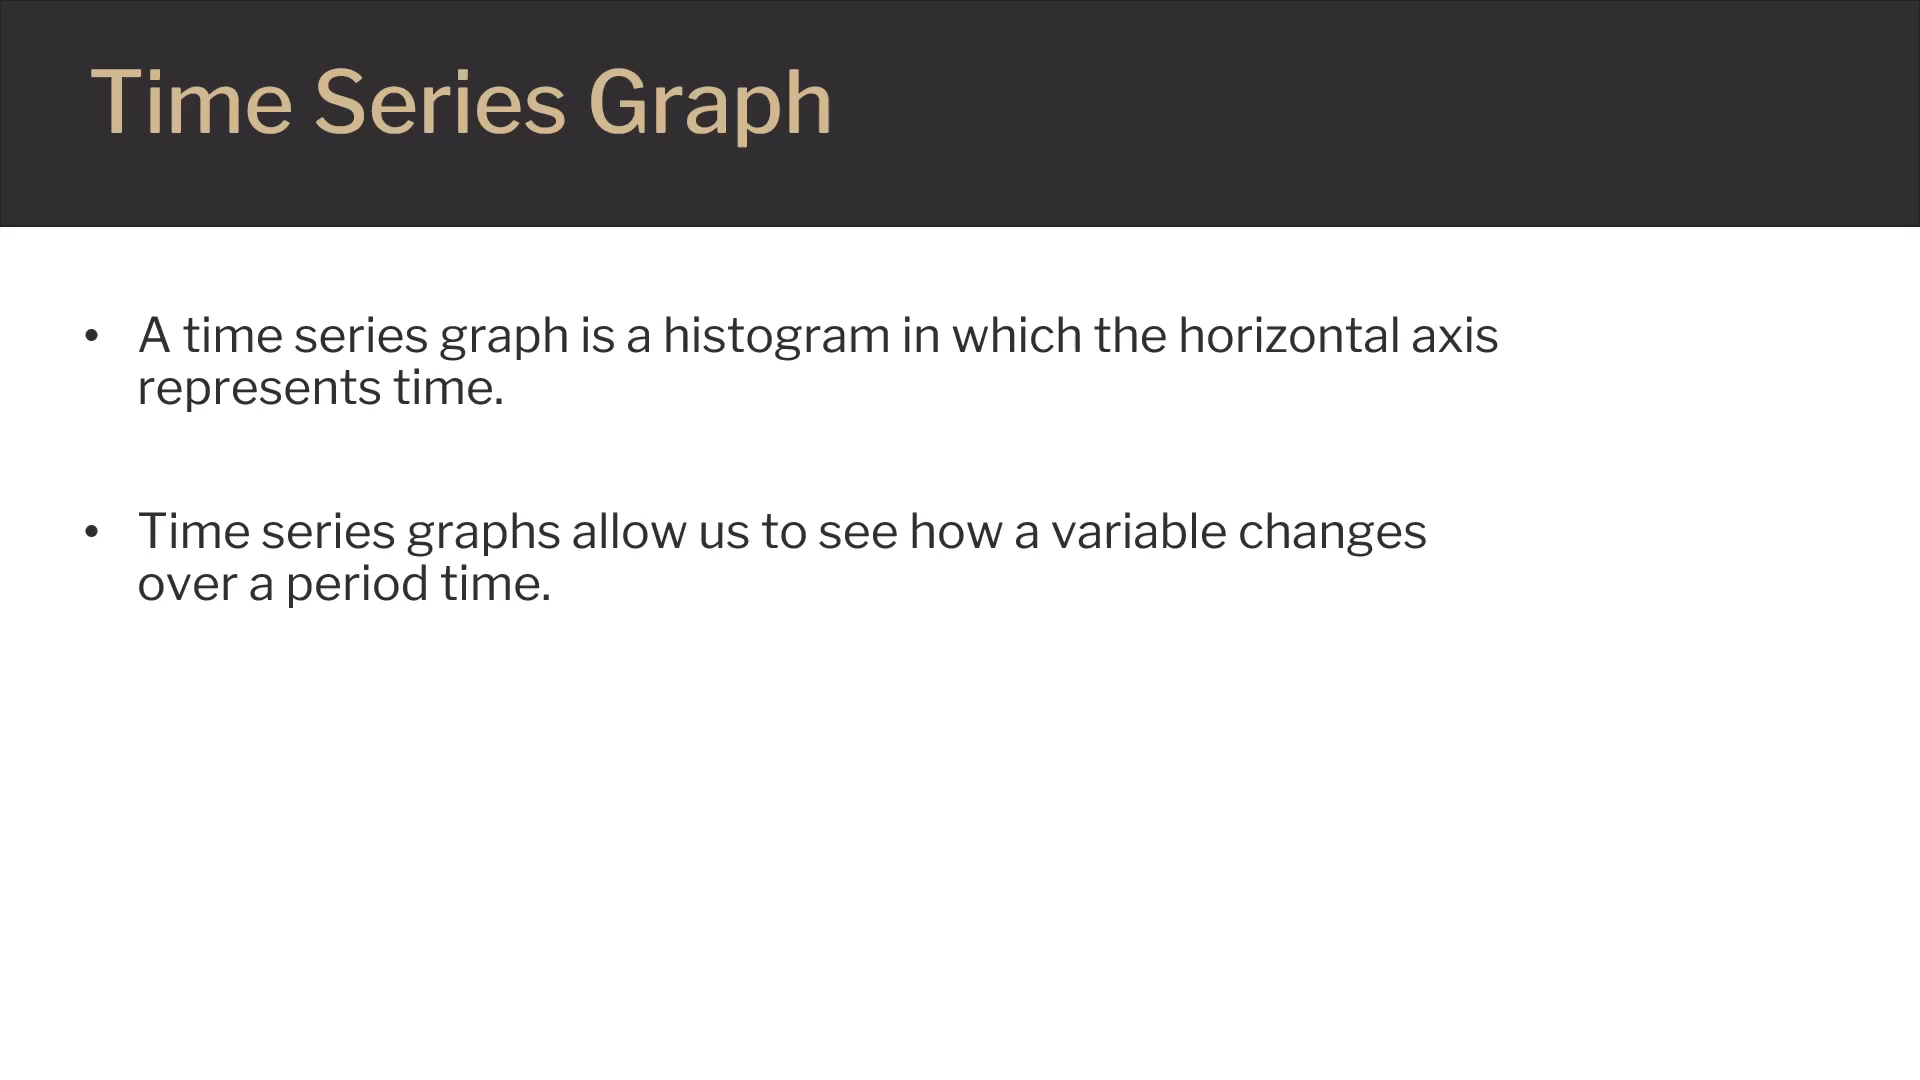 Time Series Graph
• A time series graph is a histogram in which the horizontal axis
represents time.
• Time series graphs allow us to see how a variable changes
over a period time.